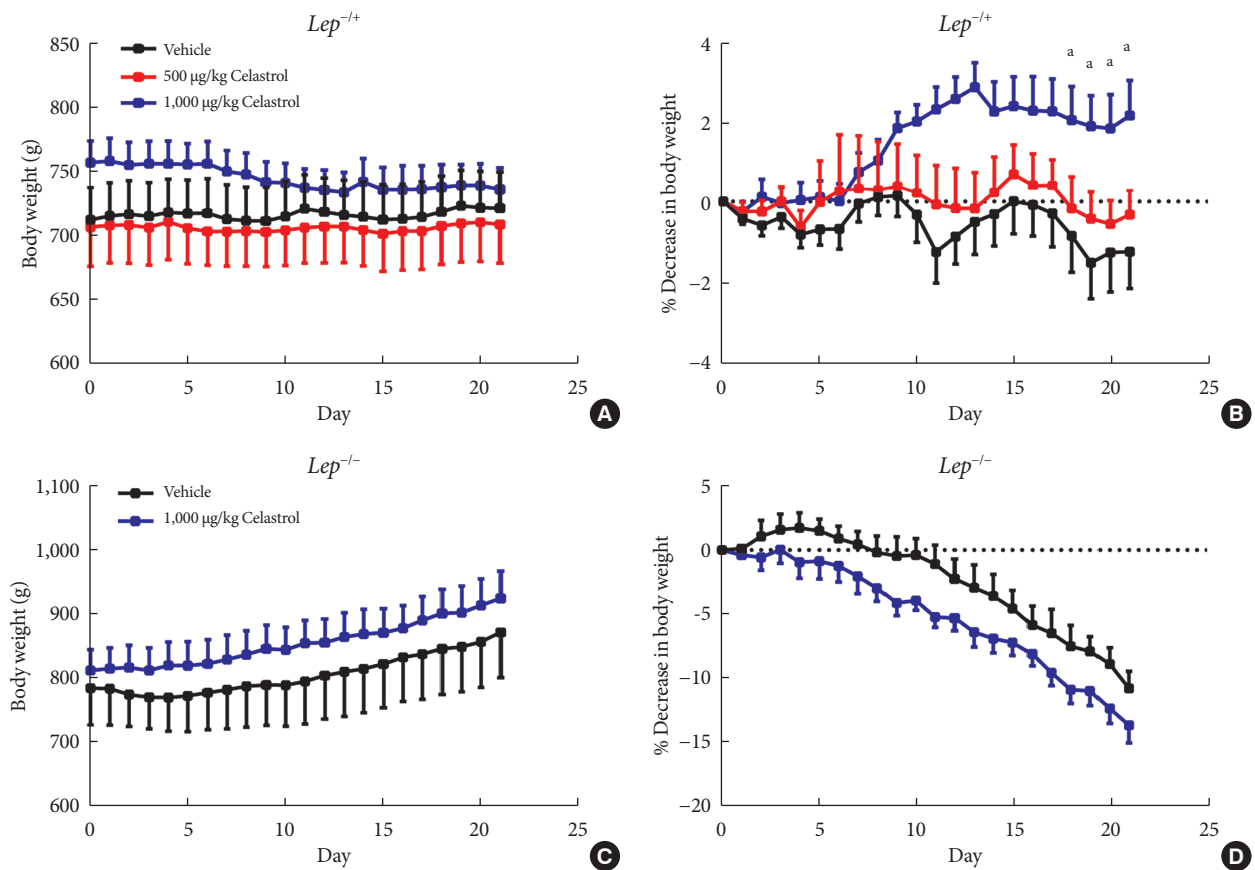 Lep−/+
850
800
750
700
650
600
Body weight (g)
Vehicle
500 μg/kg Celastrol
1,000 μg/kg Celastrol
0 5 10 15 20 25
Day
A
Lep−/+
4
2
0
−2
−4
% Decrease in body weight
a a a a
0 5 10 15 20 25
Day
B
Lep−/−
1,100
1,000
900
800
700
600
Body weight (g)
Vehicle
1,000 μg/kg Celastrol
0 5 10 15 20 25
Day
C
Lep−/−
5
0
−5
−10
−15
−20
% Decrease in body weight
0 5 10 15 20 25
Day
D